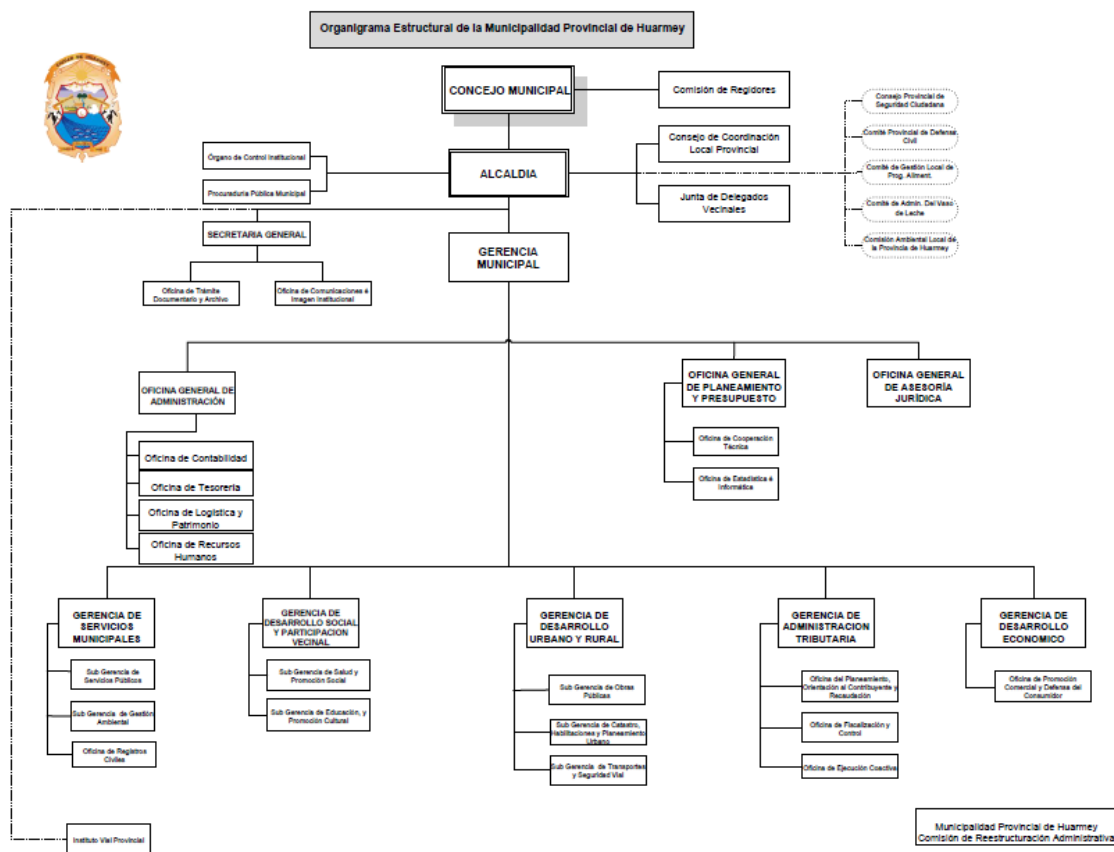 Organigrama Estructural de la Municipalidad Provincial de Huarmey
CONCEJO MUNICIPAL
Comisión de Regidores
Consejo Provincial de
Seguridad Ciudadana
Consejo de Coordinación
Local Provincial
Comité Provincial de Defensa
Civil
Órgano de Control Institucional
ALCALDIA
Comité de Gestión Local de
Prog. Aliment.
Procuraduría Pública Municipal
Junta de Delegados
Vecinales
Comité de Admin. Del Vaso
de Leche
SECRETARIA GENERAL
GERENCIA
MUNICIPAL
Comisión Ambiental Local de
la Provincia de Huarmey
Oficina de Trámite
Documentario y Archivo
Oficina de Comunicaciones é
Imagen Institucional
OFICINA GENERAL DE
ADMINISTRACIÓN
OFICINA GENERAL
DE PLANEAMIENTO
Y PRESUPUESTO
OFICINA GENERAL
DE ASESORÍA
JURÍDICA
Oficina de Contabilidad
Oficina de Tesorería
Oficina de Logística y
Patrimonio
Oficina de Recursos
Humanos
Oficina de Cooperación
Técnica
Oficina de Estadística é
Informática
GERENCIA DE
SERVICIOS
MUNICIPALES
GERENCIA DE
DESARROLLO SOCIAL
Y PARTICIPACION
VECINAL
GERENCIA DE
DESARROLLO
URBANO Y RURAL
GERENCIA DE
ADMINISTRACION
TRIBUTARIA
GERENCIA DE
DESARROLLO
ECONOMICO
Sub Gerencia de
Servicios Públicos
Sub Gerencia de Gestión
Ambiental
Oficina de Registros
Civiles
Sub Gerencia de Salud y
Promoción Social
Sub Gerencia de Educación, y
Promoción Cultural
Sub Gerencia de Obras
Públicas
Sub Gerencia de Catastro,
Habilitaciones y Planeamiento
Urbano
Sub Gerencia de Transportes
y Seguridad Vial
Oficina del Planeamiento,
Orientación al Contribuyente y
Recaudación
Oficina de Fiscalización y
Control
Oficina de Ejecución Coactiva
Oficina de Promoción
Comercial y Defensa del
Consumidor
Instituto Vial Provincial
Municipalidad Provincial de Huarmey
Comisión de Reestructuración Administrativa